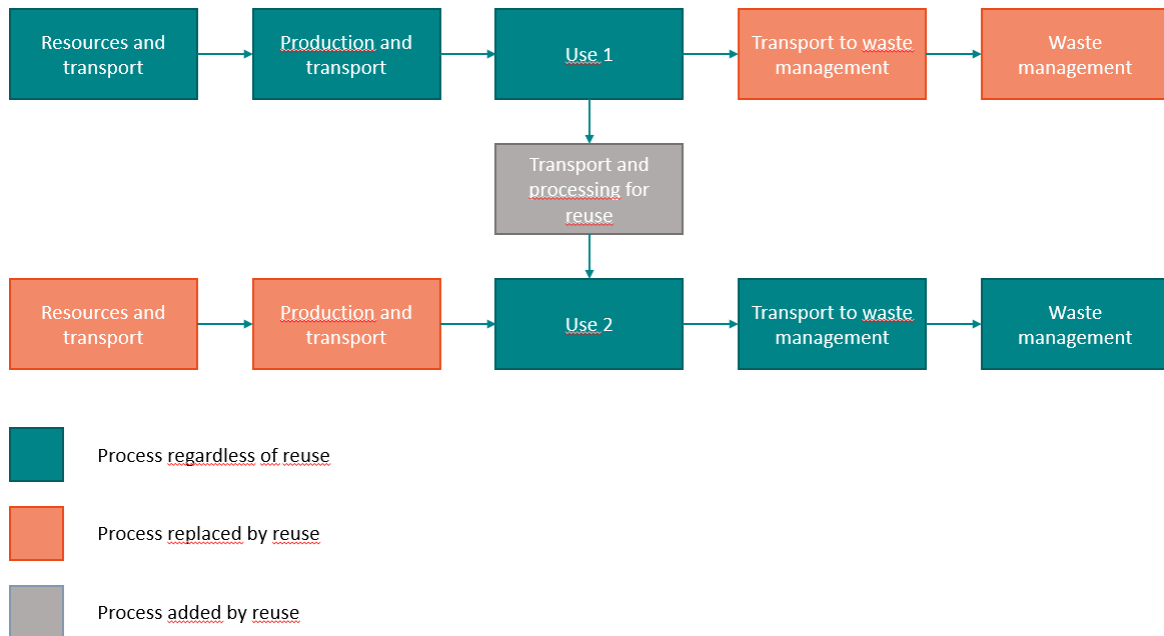 Resources and
transport
Production and
transport
Use 1
Transport to waste
management
Waste
management
Transport and
processing for
reuse
Resources and
transport
Production and
transport
Use 2
Transport to waste
management
Waste
management
Process regardless of reuse
Process replaced by reuse
Process added by reuse